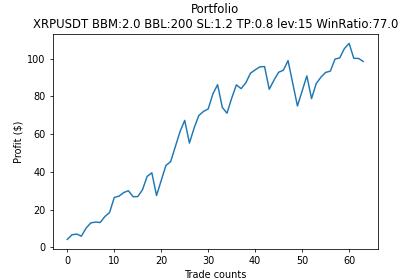 Portfolio
XRPUSDT BBM:2.0 BBL:200 SL:1.2 TP:0.8 lev:15 WinRatio:77.0
Profit ($)
100
80
60
40
20
0
0 10 20 30 40 50 60
Trade counts